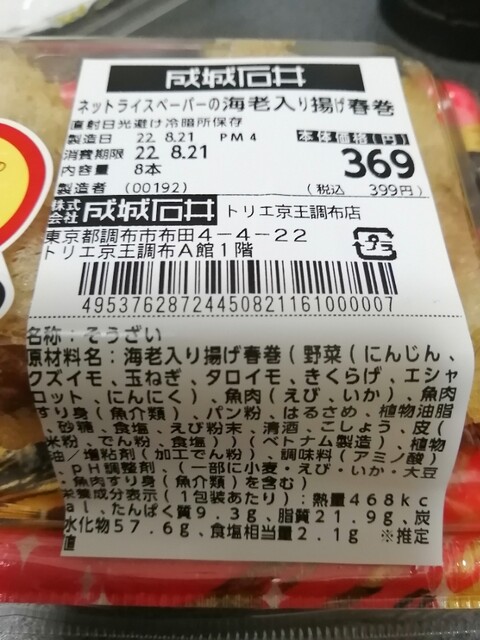 成城石井
ネットライスペーパーの海老入り揚げ春巻
直射日光避け冷暗所保存
製造日 22.8.21 PM4 本体価格(円)
消費期限 22.8.21 369
内容量 8本
製造者 (00192) (税込 399円)
株式会社 成城石井 トリエ京王調布店
東京都調布市布田4-4-22
トリエ京王調布A館1階
プラ
49537628724450821161000007
名称:そうざい
原材料名:海老入り揚げ春巻(野菜(にんじん、
クズイモ、玉ねぎ、タロイモ、きくらげ、エシャ
ロット、にんにく)、魚肉(えび、いか)、魚肉
すり身(魚介類)、パン粉、はるさめ、植物油脂
、砂糖、食塩、えび粉末、清酒、こしょう、皮(
米粉、でん粉、食塩))(ベトナム製造)、植物
油/増粘剤(加工でん粉)、調味料(アミノ酸)
、pH調整剤、(一部に小麦・えび・いか・大豆
、魚肉すり身(魚介類)を含む)
栄養成分表示(1包装あたり):熱量468kc
al、たんぱく質9.3g、脂質21.9g、炭
水化物57.6g、食塩相当量2.1g ※推定
値